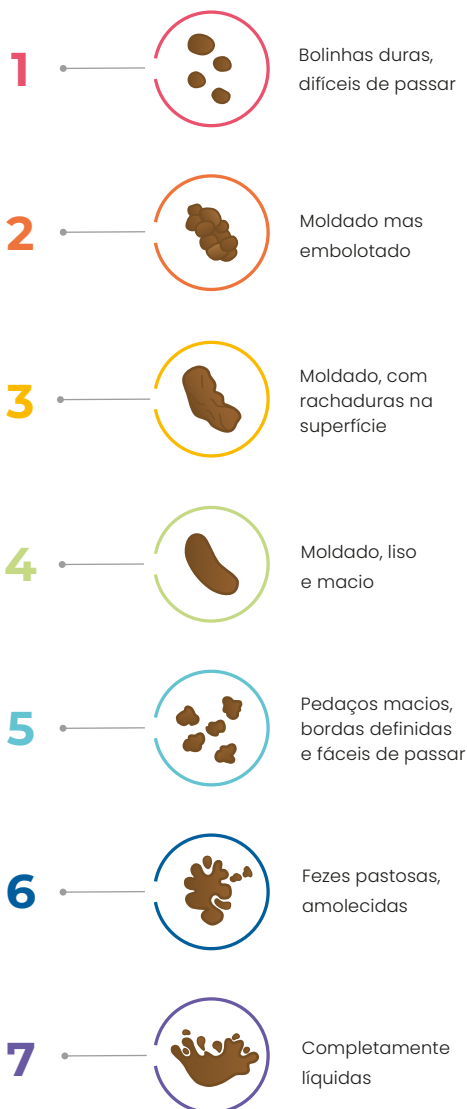 1
Bolinhas duras,
difíceis de passar
2
Moldado mas
embolotado
3
Moldado, com
rachaduras na
superfície
4
Moldado, liso
e macio
5
Pedaços macios,
bordas definidas
e fáceis de passar
6
Fezes pastosas,
amolecidas
7
Completamente
líquidas